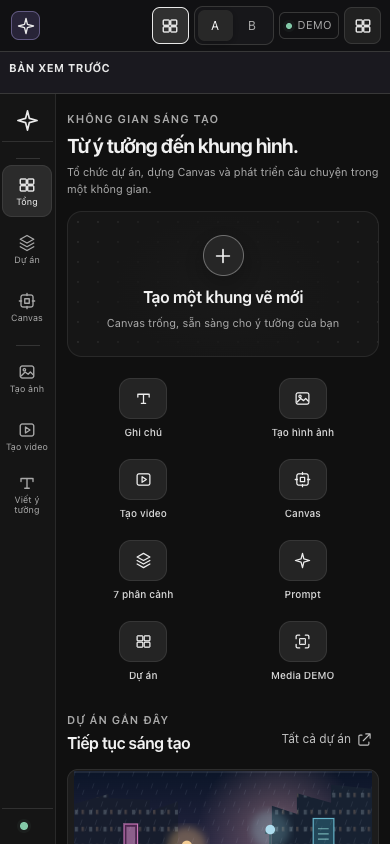 A
B
DEMO
BẢN XEM TRƯỚC
KHÔNG GIAN SÁNG TẠO
Từ ý tưởng đến khung hình.
Tổ chức dự án, dựng Canvas và phát triển câu chuyện trong
một không gian.
Tổng
Dự án
Canvas
Tạo ảnh
Tạo video
Viết ý
tưởng
Tạo một khung vẽ mới
Canvas trống, sẵn sàng cho ý tưởng của bạn
Ghi chú
Tạo hình ảnh
Tạo video
Canvas
7 phân cảnh
Prompt
Dự án
Media DEMO
DỰ ÁN GẦN ĐÂY
Tiếp tục sáng tạo
Tất cả dự án